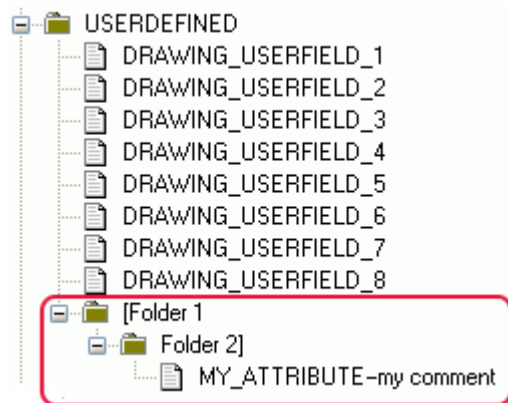 USERDEFINED
DRAWING_USERFIELD_1
DRAWING_USERFIELD_2
DRAWING_USERFIELD_3
DRAWING_USERFIELD_4
DRAWING_USERFIELD_5
DRAWING_USERFIELD_6
DRAWING_USERFIELD_7
DRAWING_USERFIELD_8
[Folder 1
Folder 2]
MY_ATTRIBUTE-my comment